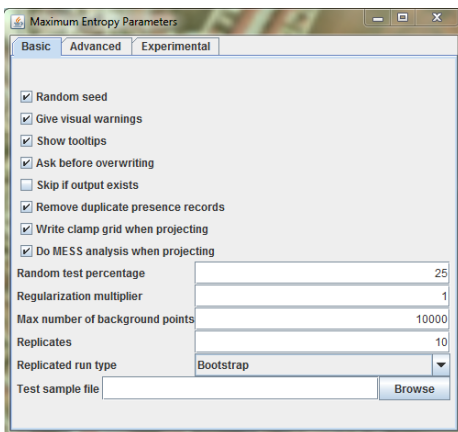 Maximum Entropy Parameters
Basic Advanced Experimental
Random seed
Give visual warnings
Show tooltips
Ask before overwriting
Skip if output exists
Remove duplicate presence records
Write clamp grid when projecting
Do MESS analysis when projecting
Random test percentage 25
Regularization multiplier 1
Max number of background points 10000
Replicates 10
Replicated run type Bootstrap
Test sample file Browse